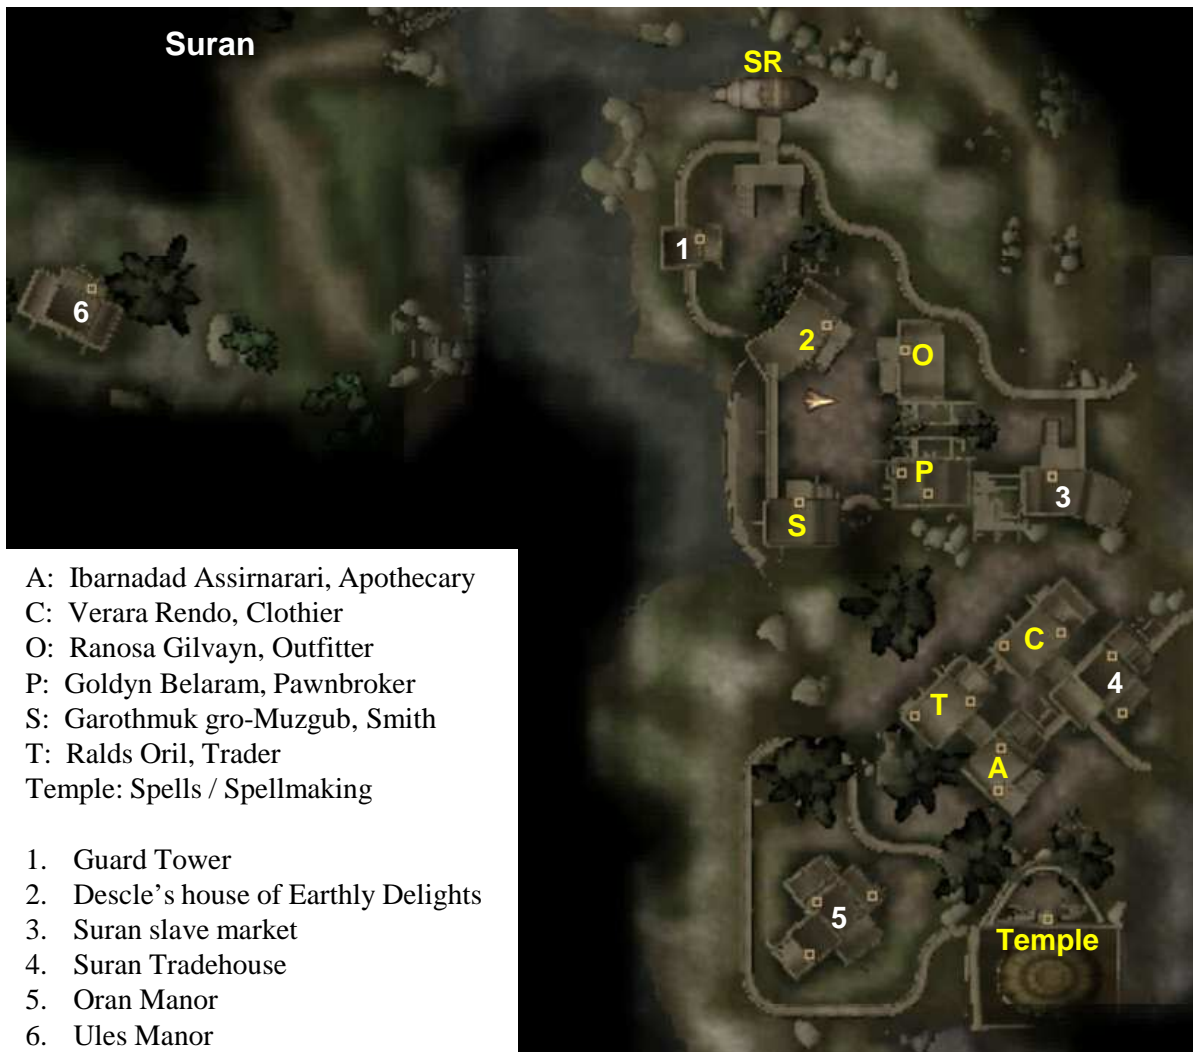 Suran
SR
1
6
2
O
P
3
S
C
4
T
A
5
Temple
A: Ibarnadad Assirnarari, Apothecary
C: Verara Rendo, Clothier
O: Ranosa Gilvayn, Outfitter
P: Goldyn Belaram, Pawnbroker
S: Garothmuk gro-Muzgub, Smith
T: Ralds Oril, Trader
Temple: Spells / Spellmaking
1. Guard Tower
2. Descle’s house of Earthly Delights
3. Suran slave market
4. Suran Tradehouse
5. Oran Manor
6. Ules Manor